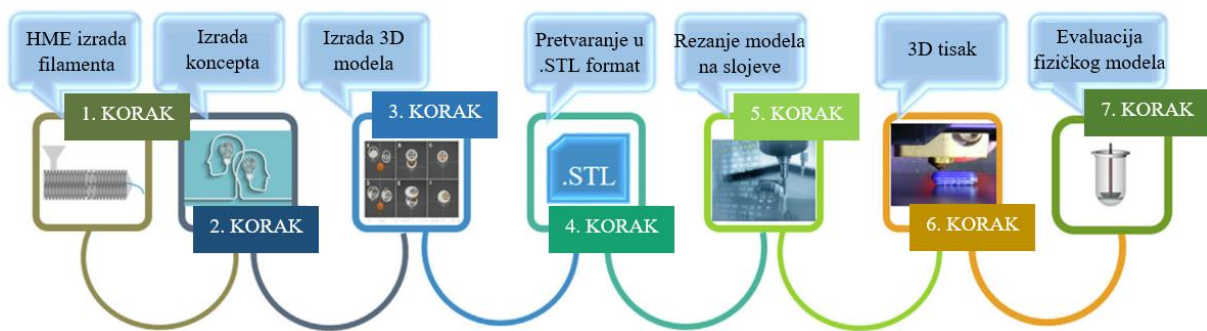 HME izrada
filamenta
1. KORAK
Izrada
koncepta
2. KORAK
Izrada 3D
modela
3. KORAK
Pretvaranje u
.STL format
.STL
4. KORAK
Rezanje modela
na slojeve
5. KORAK
3D tisak
6. KORAK
Evaluacija
fizičkog modela
7. KORAK